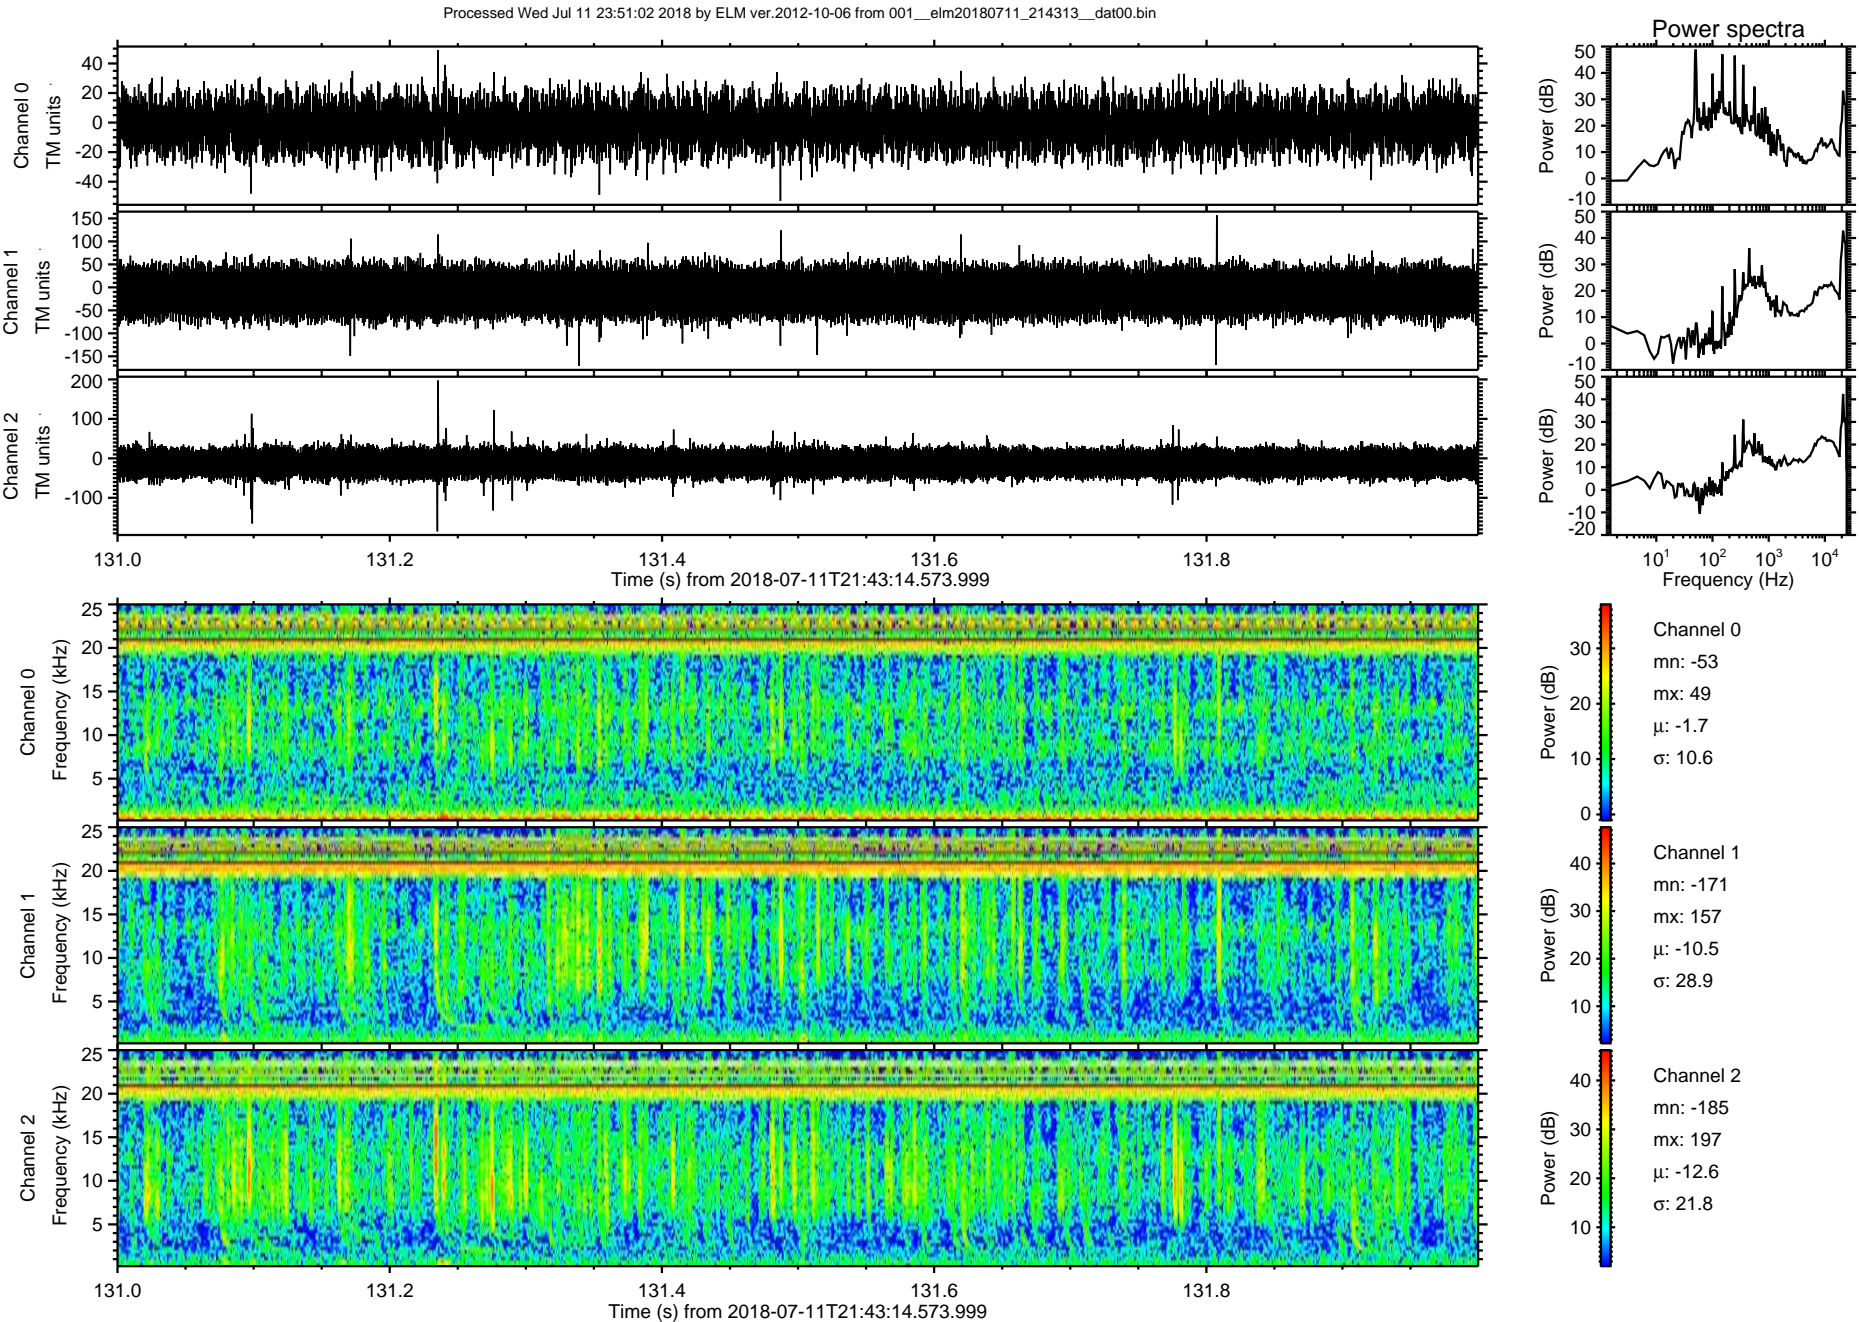 Processed Wed Jul 11 23:51:02 2018 by ELM ver.2012-10-06 from 001__elm20180711_214313__dat00.bin
Power spectra
Channel 0
TM units
40
20
0
-20
-40
Power (dB)
50
40
30
20
10
0
-10
Channel 1
TM units
150
100
50
0
-50
-100
-150
Power (dB)
50
40
30
20
10
0
-10
Channel 2
TM units
200
100
0
-100
Power (dB)
50
40
30
20
10
0
-10
-20
131.0 131.2 131.4 131.6 131.8
Time (s) from 2018-07-11T21:43:14.573.999
10^1 10^2 10^3 10^4
Frequency (Hz)
Channel 0
Frequency (kHz)
25
20
15
10
5
Power (dB)
30
20
10
0
Channel 0
mn: -53
mx: 49
μ: -1.7
σ: 10.6
Channel 1
Frequency (kHz)
25
20
15
10
5
Power (dB)
40
30
20
10
Channel 1
mn: -171
mx: 157
μ: -10.5
σ: 28.9
Channel 2
Frequency (kHz)
25
20
15
10
5
Power (dB)
40
30
20
10
Channel 2
mn: -185
mx: 197
μ: -12.6
σ: 21.8
131.0 131.2 131.4 131.6 131.8
Time (s) from 2018-07-11T21:43:14.573.999